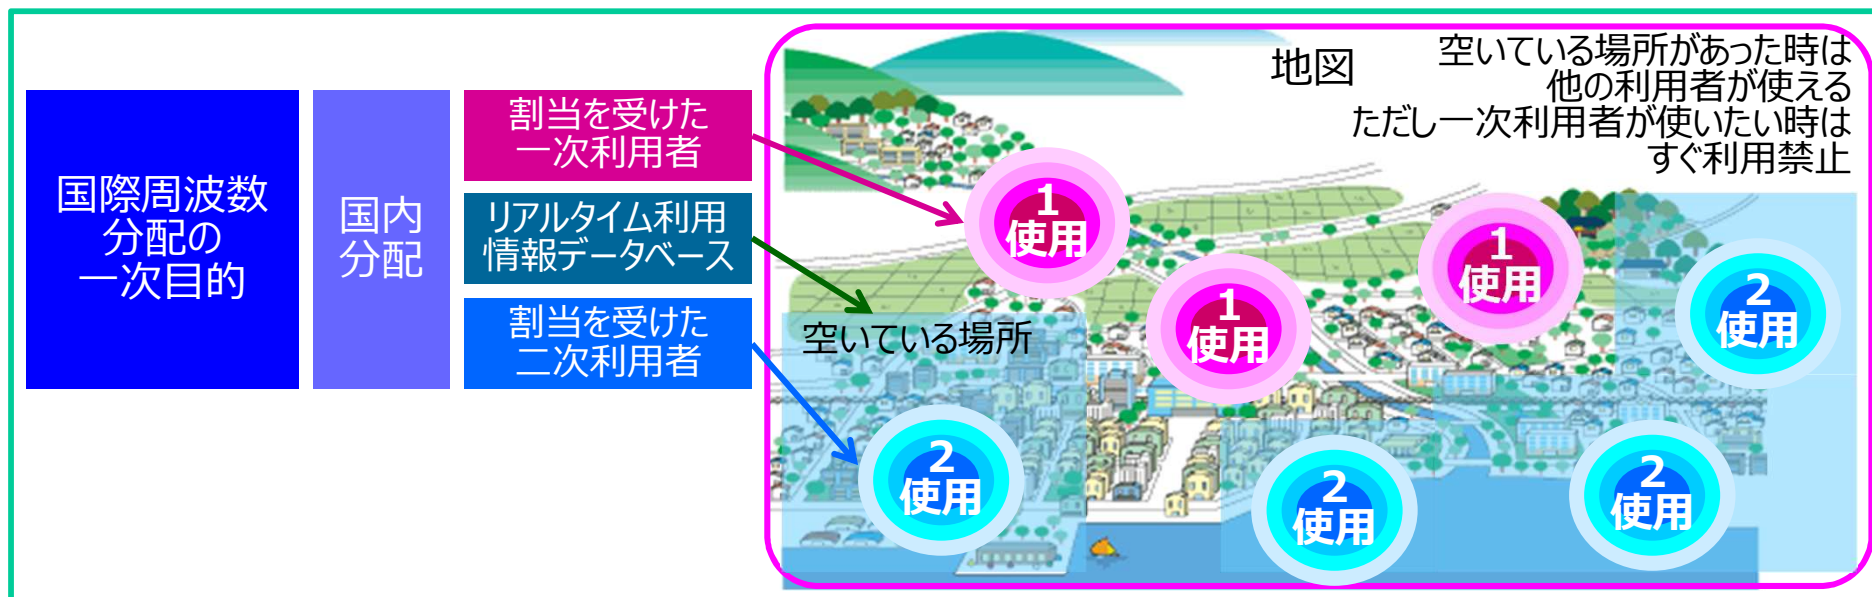 国際周波数
分配の
一次目的
国内
分配
割当を受けた
一次利用者
リアルタイム利用
情報データベース
割当を受けた
二次利用者
地図
空いている場所があった時は
他の利用者が使える
ただし一次利用者が使いたい時は
すぐ利用禁止
1
使用
1
使用
1
使用
2
使用
空いている場所
2
使用
2
使用
2
使用